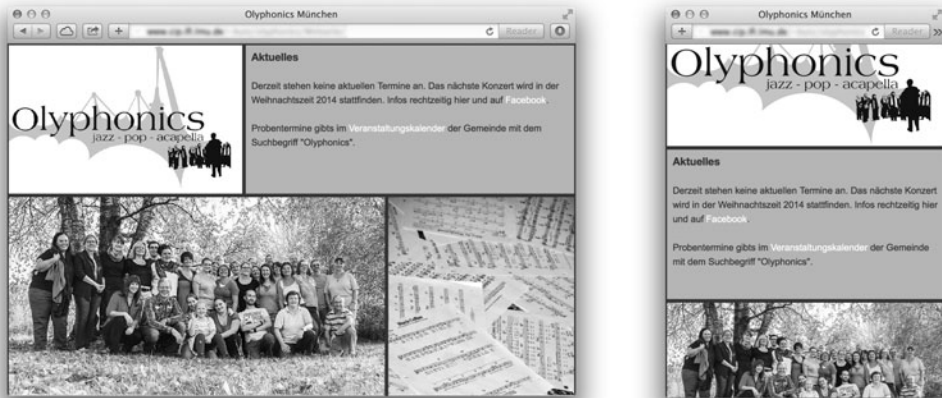 Olyphonics München
Reader
Olyphonics
jazz - pop - acapella
Aktuelles
Derzeit stehen keine aktuellen Termine an. Das nächste Konzert wird in der
Weihnachtszeit 2014 stattfinden. Infos rechtzeitig hier und auf Facebook.
Probentermine gibts im Veranstaltungskalender der Gemeinde mit dem
Suchbegriff "Olyphonics".
Olyphonics München
Reader
Olyphonics
jazz - pop - acapella
Aktuelles
Derzeit stehen keine aktuellen Termine an. Das nächste Konzert
wird in der Weihnachtszeit 2014 stattfinden. Infos rechtzeitig hier
und auf Facebook.
Probentermine gibts im Veranstaltungskalender der Gemeinde
mit dem Suchbegriff "Olyphonics".